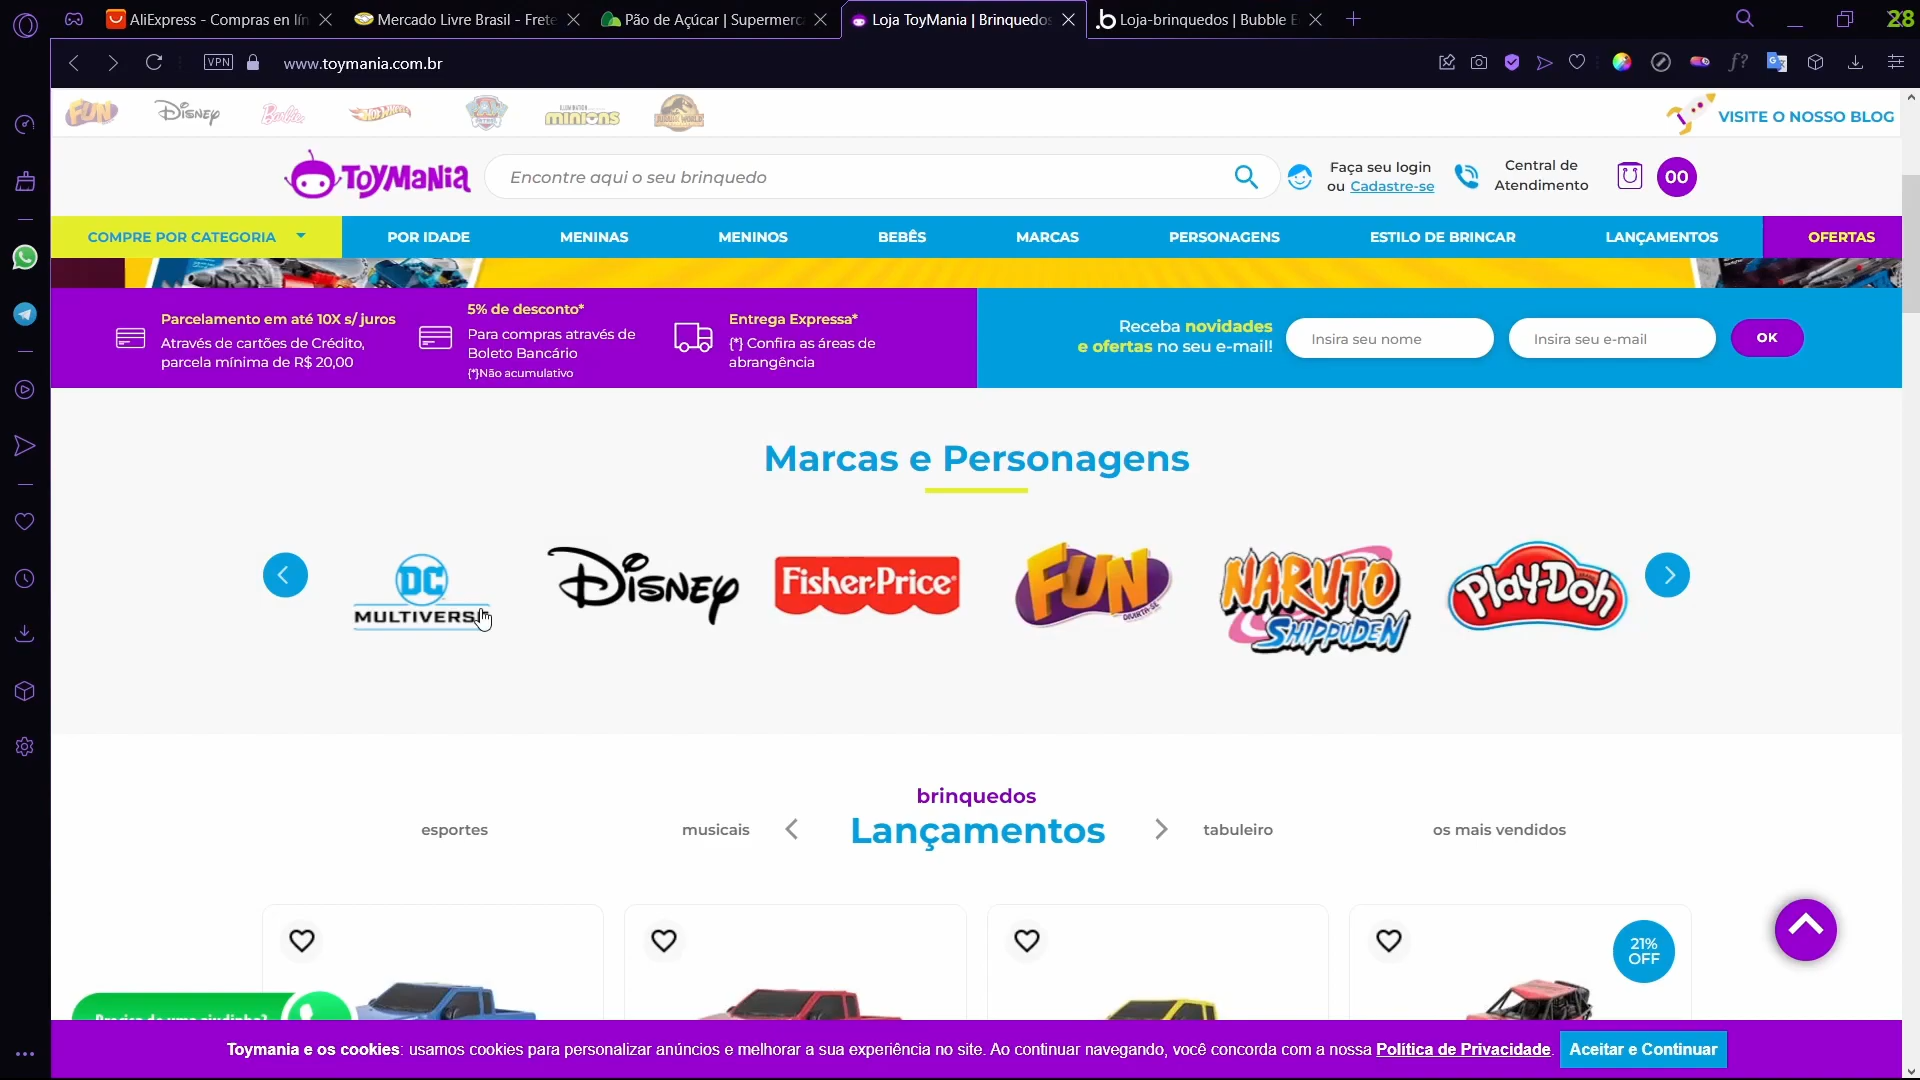 AliExpress - Compras en lín
Mercado Livre Brasil - Frete
Pão de Açúcar | Supermerc
Loja ToyMania | Brinquedos
Loja-brinquedos | Bubble E
28
VPN
www.toymania.com.br
FUN
Disney
Barbie
Hot Wheels
minions
VISITE O NOSSO BLOG
TOYMANIA
Encontre aqui o seu brinquedo
Faça seu login
ou Cadastre-se
Central de
Atendimento
00
COMPRE POR CATEGORIA
POR IDADE
MENINAS
MENINOS
BEBÊS
MARCAS
PERSONAGENS
ESTILO DE BRINCAR
LANÇAMENTOS
OFERTAS
Parcelamento em até 10X s/ juros
Através de cartões de Crédito,
parcela mínima de R$ 20,00
5% de desconto*
Para compras através de
Boleto Bancário
(*)Não acumulativo
Entrega Expressa*
(*) Confira as áreas de
abrangência
Receba novidades
e ofertas no seu e-mail!
Insira seu nome
Insira seu e-mail
OK
Marcas e Personagens
DC
MULTIVERS
Disney
Fisher-Price
FUN
DIVIRTA-SE
NARUTO
SHIPPUDEN
Play-Doh
brinquedos
esportes
musicais
Lançamentos
tabuleiro
os mais vendidos
21%
OFF
Precisa de uma ajudinha?
Toymania e os cookies: usamos cookies para personalizar anúncios e melhorar a sua experiência no site. Ao continuar navegando, você concorda com a nossa Política de Privacidade.
Aceitar e Continuar